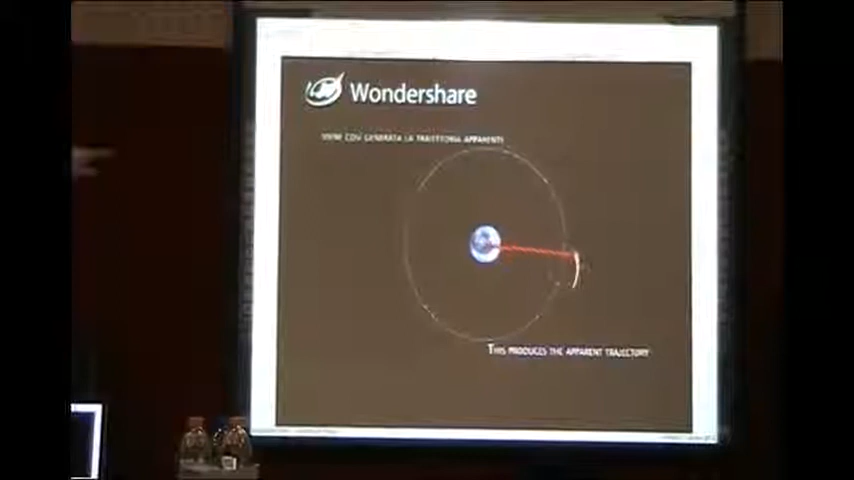 Wondershare
VIENE COSÌ GENERATA LA TRAIETTORIA APPARENTE
THIS PRODUCES THE APPARENT TRAJECTORY